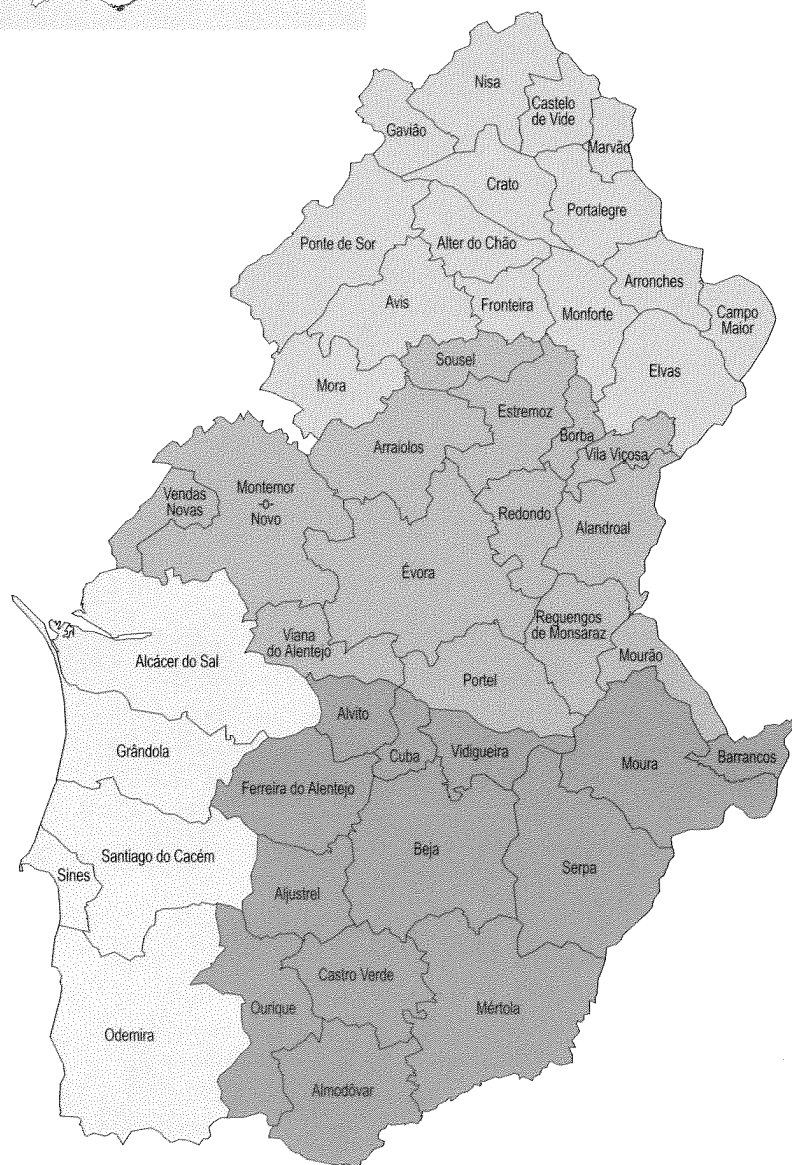 Nisa
Castelo
de Vide
Gavião
Marvão
Crato
Portalegre
Ponte de Sor
Alter do Chão
Arronches
Avis
Fronteira
Monforte
Campo
Maior
Sousel
Elvas
Mora
Estremoz
Borba
Arraiolos
Vila Viçosa
Vendas
Novas
Montemor
-o-
Novo
Redondo
Alandroal
Évora
Reguengos
de Monsaraz
Viana
do Alentejo
Mourão
Alcácer do Sal
Portel
Alvito
Grândola
Cuba
Vidigueira
Moura
Barrancos
Ferreira do Alentejo
Santiago do Cacém
Beja
Serpa
Sines
Aljustrel
Castro Verde
Ourique
Mértola
Odemira
Almodôvar